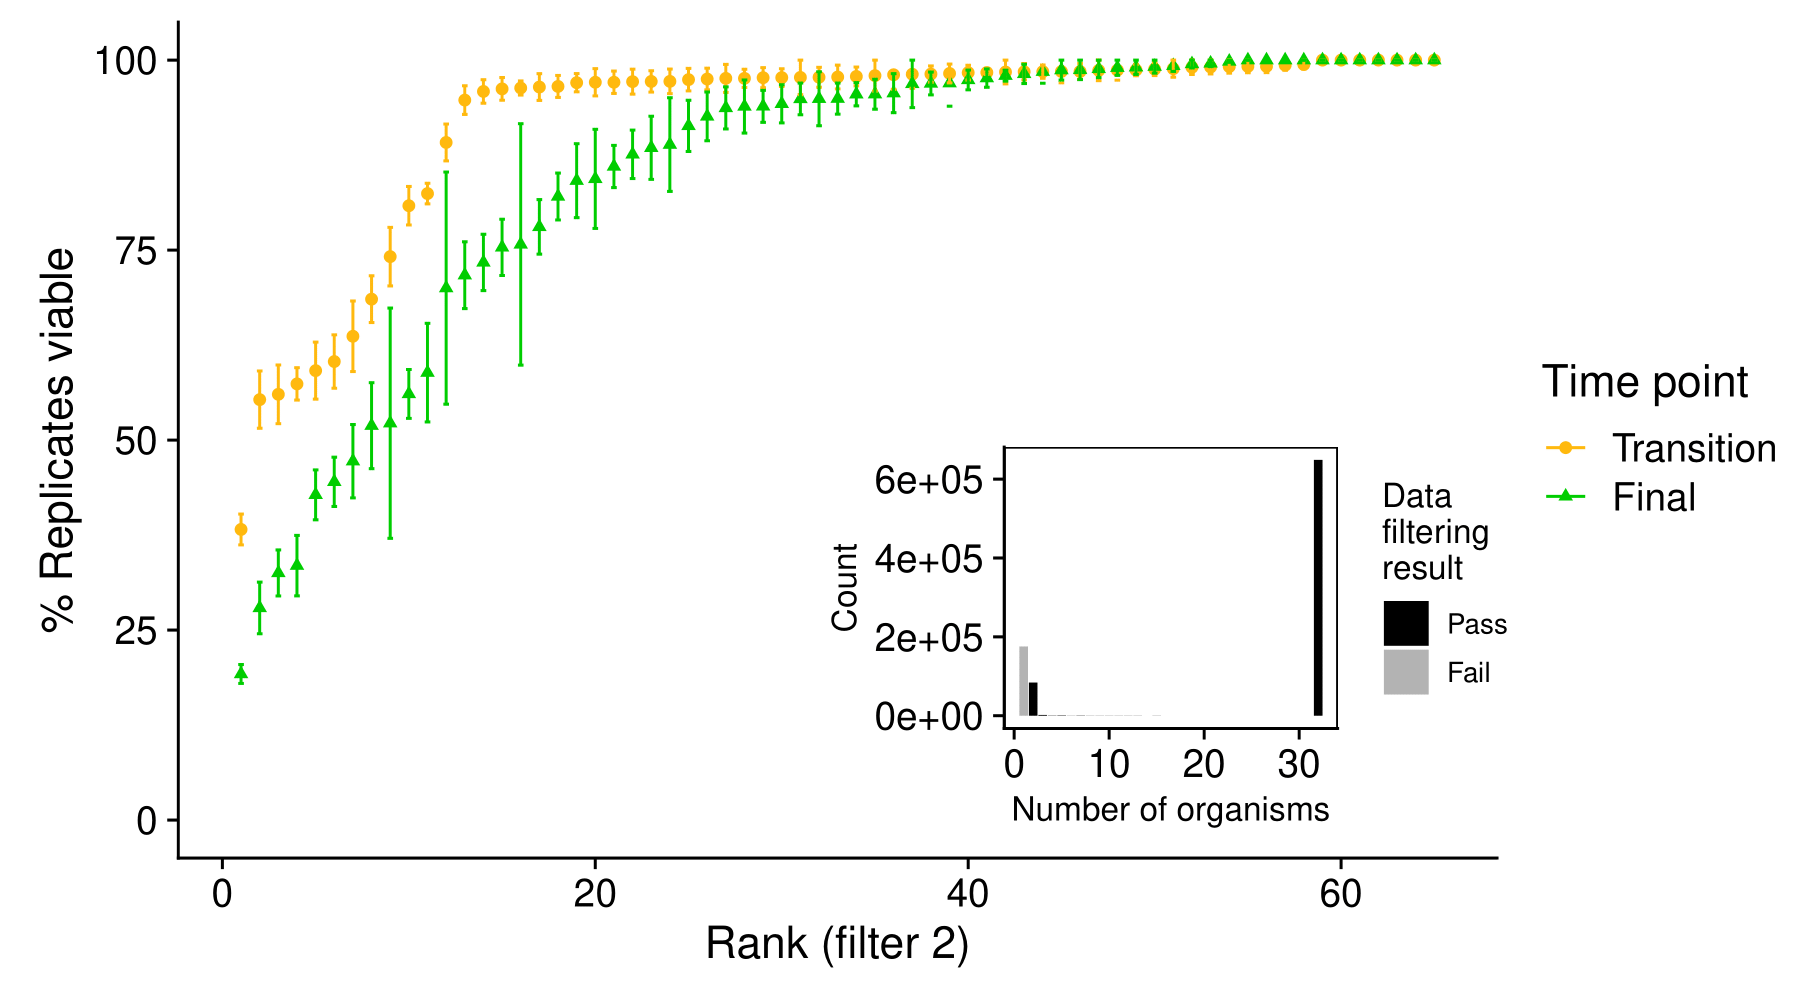 100
75
50
25
0
% Replicates viable
0
20
40
60
Rank (filter 2)
Time point
Transition
Final
6e+05
4e+05
2e+05
0e+00
Count
0
10
20
30
Number of organisms
Data
filtering
result
Pass
Fail